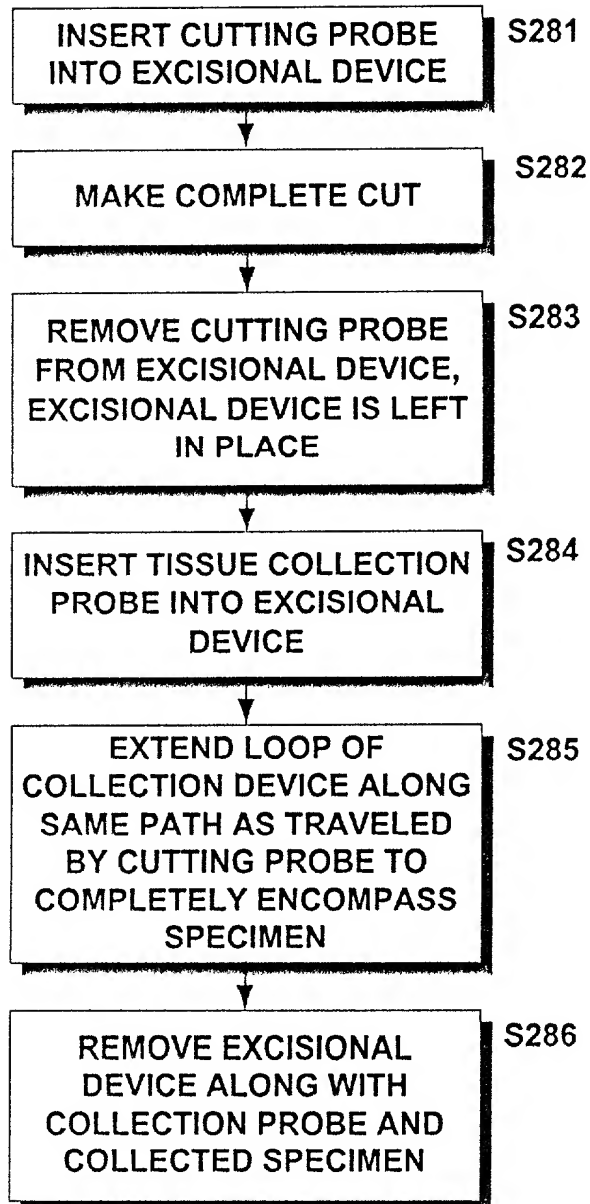 INSERT CUTTING PROBE
INTO EXCISIONAL DEVICE
S281
MAKE COMPLETE CUT
S282
REMOVE CUTTING PROBE
FROM EXCISIONAL DEVICE,
EXCISIONAL DEVICE IS LEFT
IN PLACE
S283
INSERT TISSUE COLLECTION
PROBE INTO EXCISIONAL
DEVICE
S284
EXTEND LOOP OF
COLLECTION DEVICE ALONG
SAME PATH AS TRAVELED
BY CUTTING PROBE TO
COMPLETELY ENCOMPASS
SPECIMEN
S285
REMOVE EXCISIONAL
DEVICE ALONG WITH
COLLECTION PROBE AND
COLLECTED SPECIMEN
S286